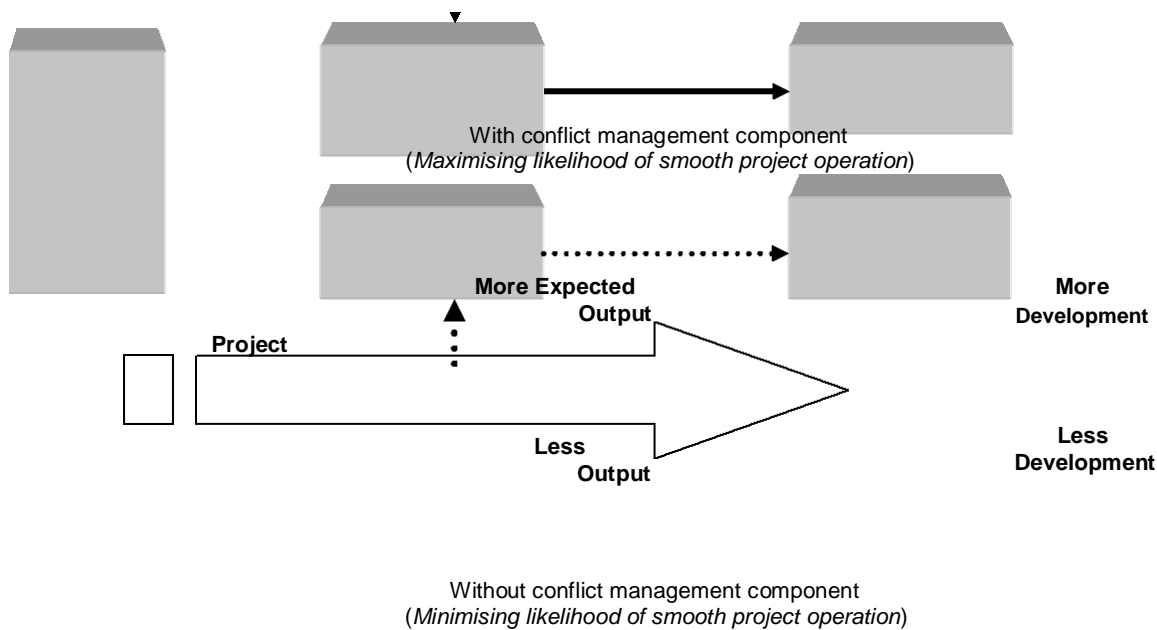 With conflict management component
(Maximising likelihood of smooth project operation)
More Expected
Output
More
Development
Project
Less
Output
Less
Development
Without conflict management component
(Minimising likelihood of smooth project operation)